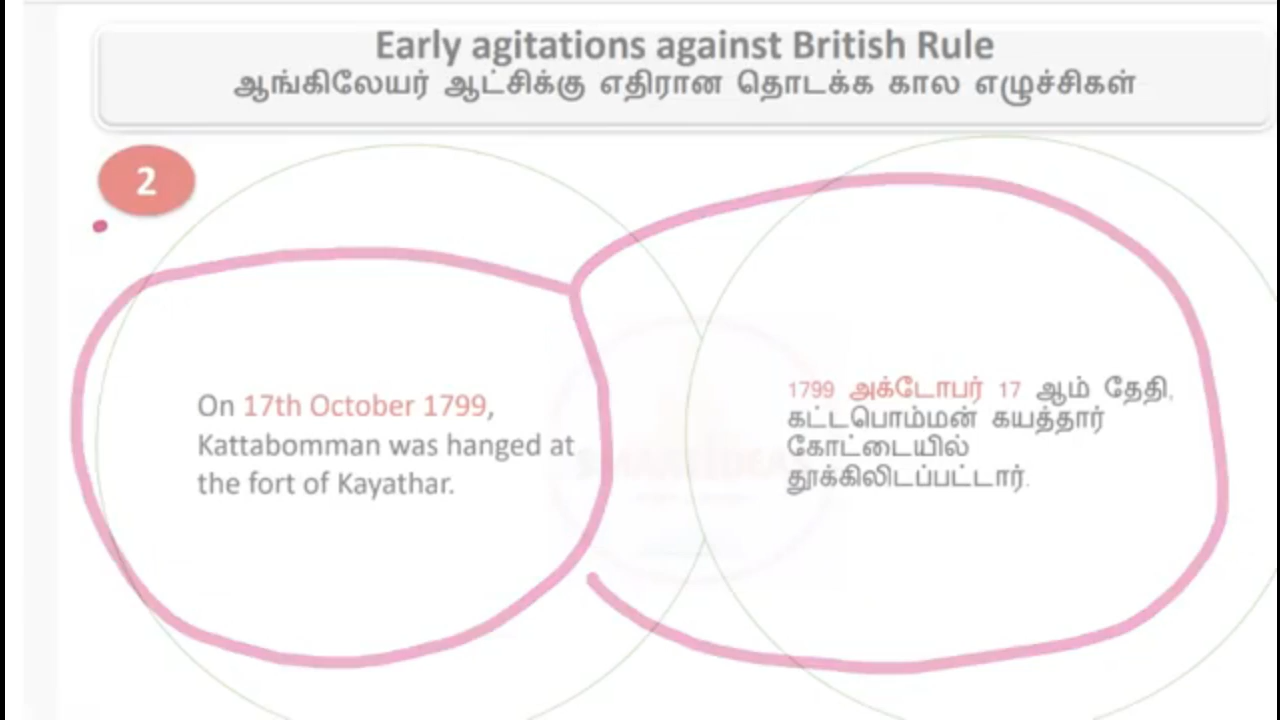 Early agitations against British Rule
ஆங்கிலேயர் ஆட்சிக்கு எதிரான தொடக்க கால எழுச்சிகள்
2
On 17th October 1799,
Kattabomman was hanged at
the fort of Kayathar.
1799 அக்டோபர் 17 ஆம் தேதி,
கட்டபொம்மன் கயத்தார்
கோட்டையில்
தூக்கிலிடப்பட்டார்.